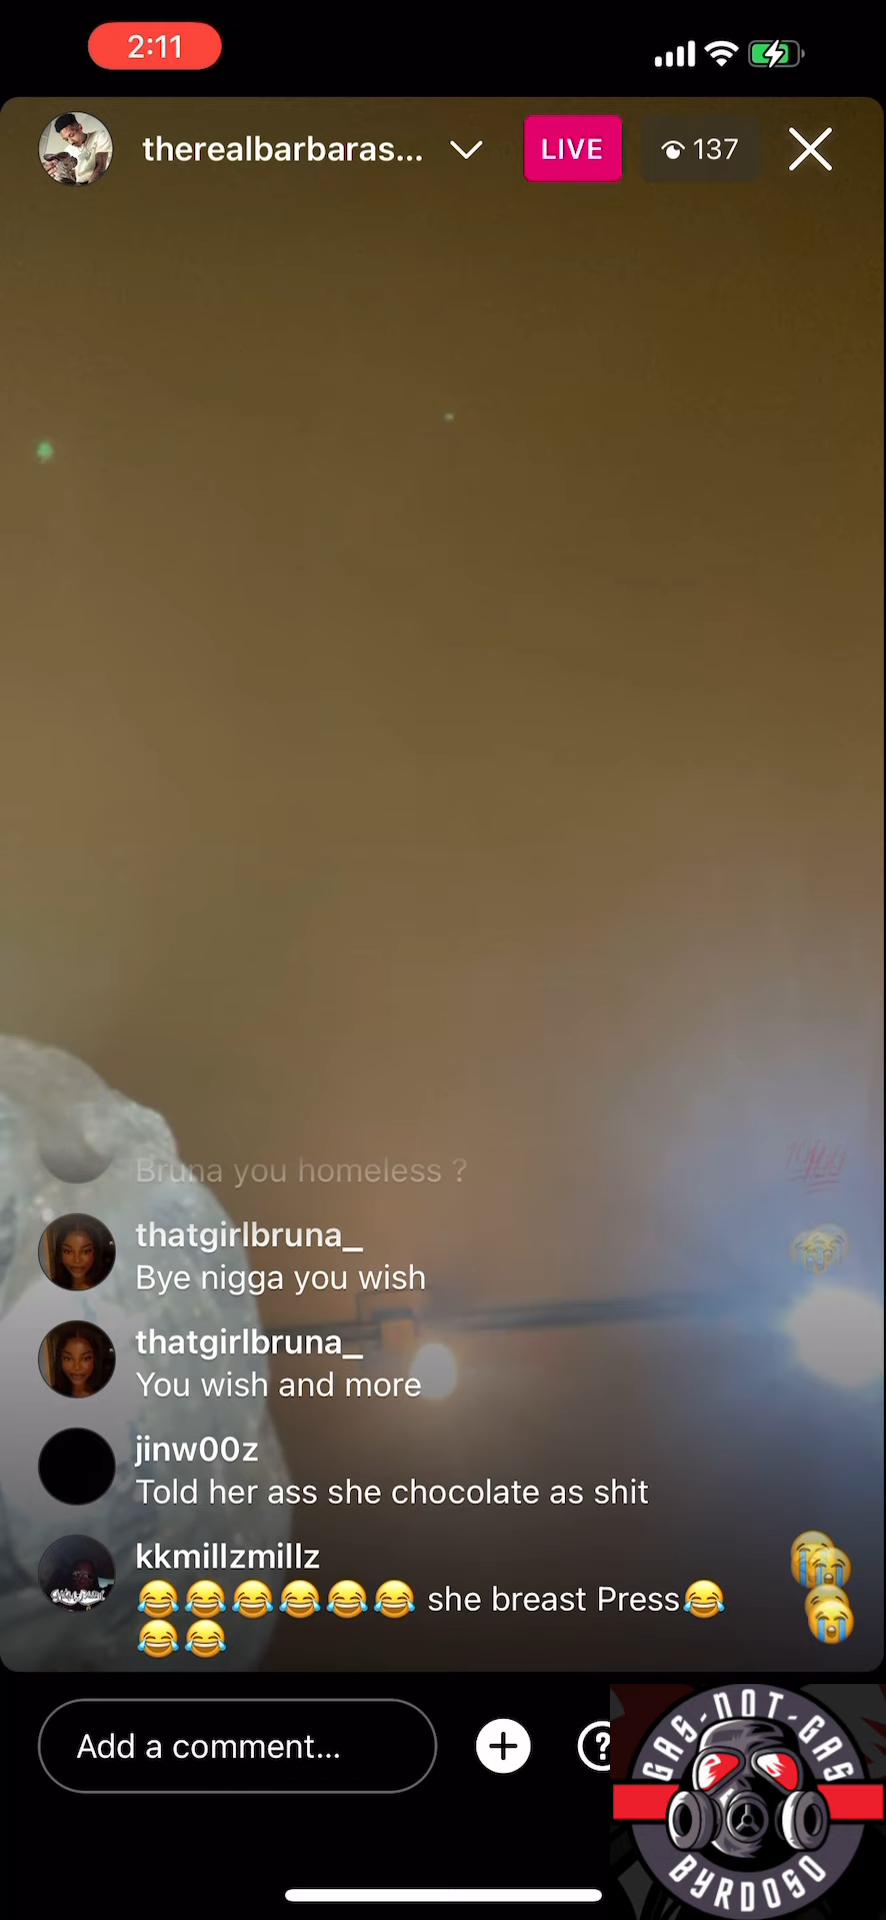 2:11
therealbarbaras...
LIVE
137
Bruna you homeless ?
thatgirlbruna_
Bye nigga you wish
thatgirlbruna_
You wish and more
jinw00z
Told her ass she chocolate as shit
kkmillzmillz
😂😂😂😂😂😂 she breast Press😂
😂😂
Add a comment...
GAS-NOT-GAS
BYRDOSO